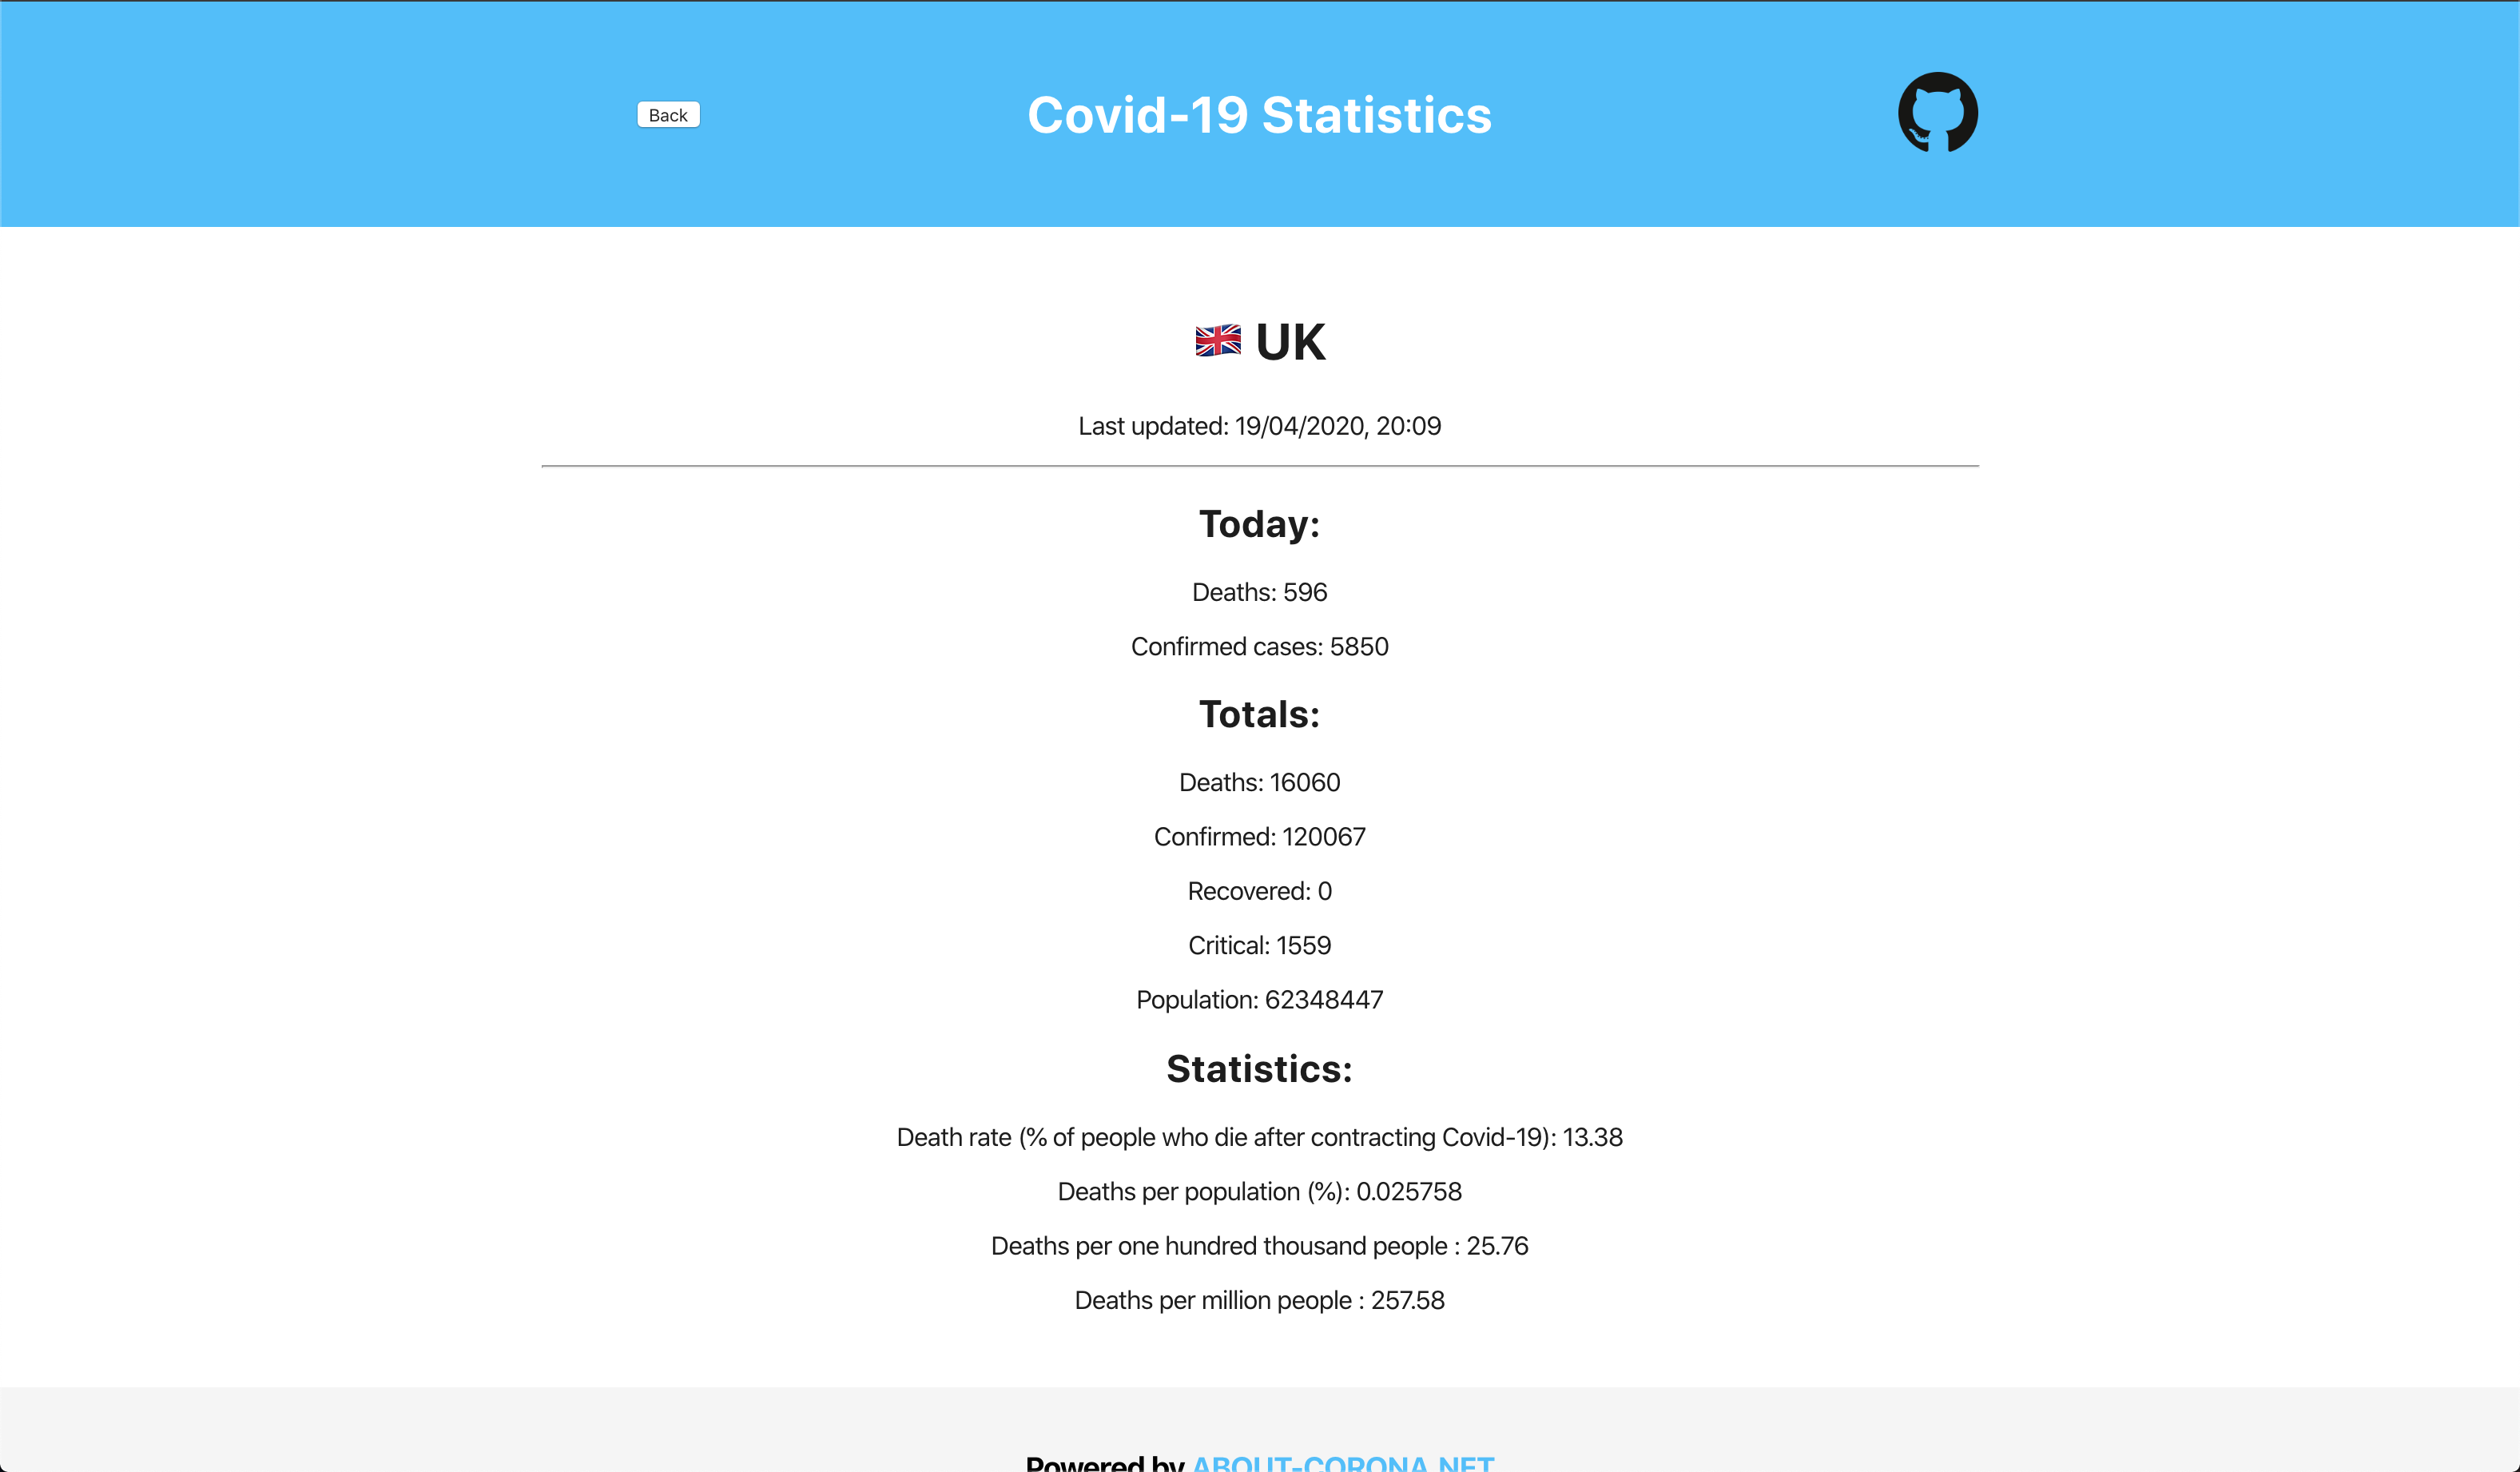 Back
Covid-19 Statistics
🇬🇧 UK
Last updated: 19/04/2020, 20:09
Today:
Deaths: 596
Confirmed cases: 5850
Totals:
Deaths: 16060
Confirmed: 120067
Recovered: 0
Critical: 1559
Population: 62348447
Statistics:
Death rate (% of people who die after contracting Covid-19): 13.38
Deaths per population (%): 0.025758
Deaths per one hundred thousand people : 25.76
Deaths per million people : 257.58
Powered by ABOUT-CORONA.NET